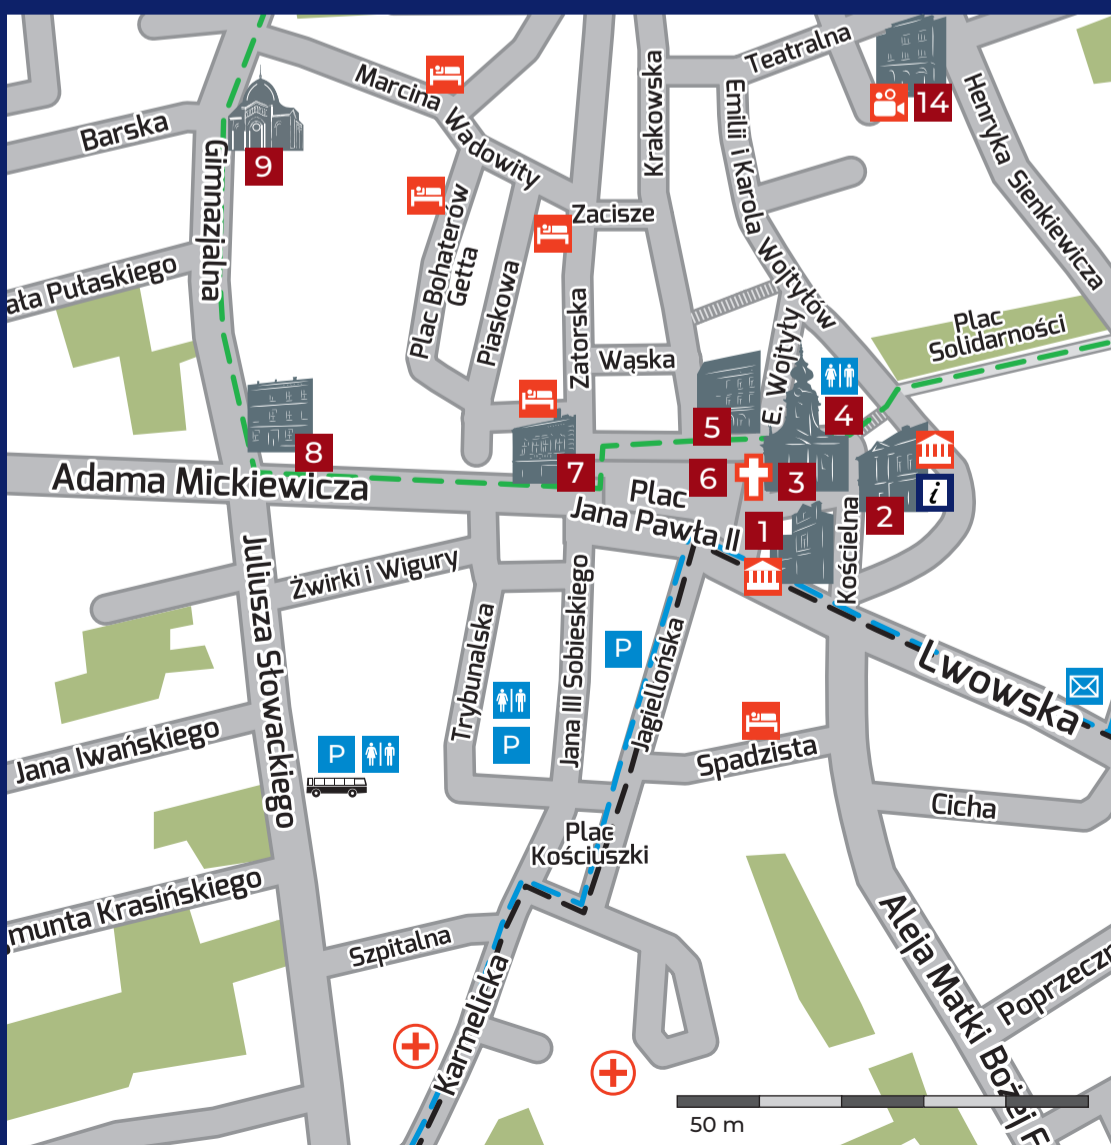 Teatralna
Marcina Wadowity
Krakowska
Emilii i Karola Wojtyłów
Henryka Sienkiewicza
14
Barska
9
Gimnazjalna
Zacisze
Plac Bohaterów
Getta
Piaskowa
Zatorska
ała Pułaskiego
Plac
Solidarności
E. Wojtyły
Wąska
4
5
8
7
6
3
Adama Mickiewicza
Plac
Jana Pawła II
1
2
i
Kościelna
Żwirki i Wigury
Juliusza Słowackiego
Trybunalska
Jana III Sobieskiego
P
Jagiellońska
Lwowska
Jana Iwańskiego
P
P
Spadzista
Cicha
Plac
Kościuszki
gmunta Krasińskiego
Szpitalna
Karmelicka
Aleja Matki Bożej F
Poprzeczn
50 m